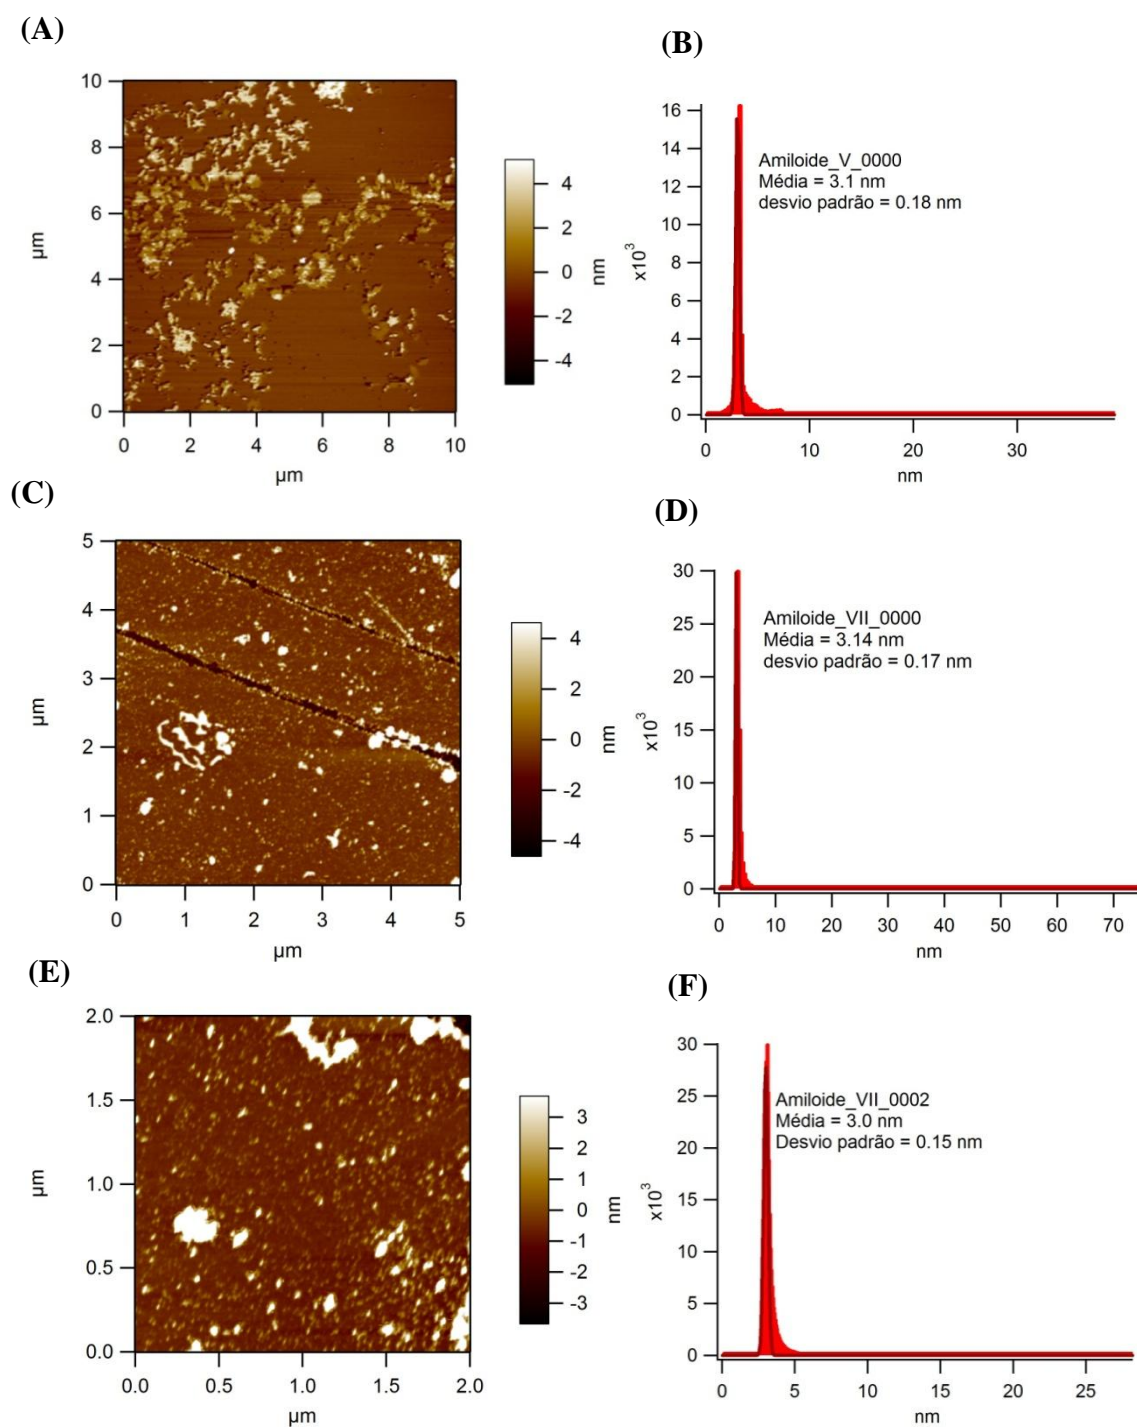 (A)
10
8
6
4
2
0
µm
0 2 4 6 8 10
µm
4
2
0
-2
-4
nm
(B)
16
14
12
10
8
6
4
2
0
x10³
Amiloide_V_0000
Média = 3.1 nm
desvio padrão = 0.18 nm
0 10 20 30
nm
(C)
5
4
3
2
1
0
µm
0 1 2 3 4 5
µm
4
2
0
-2
-4
nm
(D)
30
25
20
15
10
5
0
x10³
Amiloide_VII_0000
Média = 3.14 nm
desvio padrão = 0.17 nm
0 10 20 30 40 50 60 70
nm
(E)
2.0
1.5
1.0
0.5
0.0
µm
0.0 0.5 1.0 1.5 2.0
µm
3
2
1
0
-1
-2
-3
nm
(F)
30
25
20
15
10
5
0
x10³
Amiloide_VII_0002
Média = 3.0 nm
Desvio padrão = 0.15 nm
0 5 10 15 20 25
nm